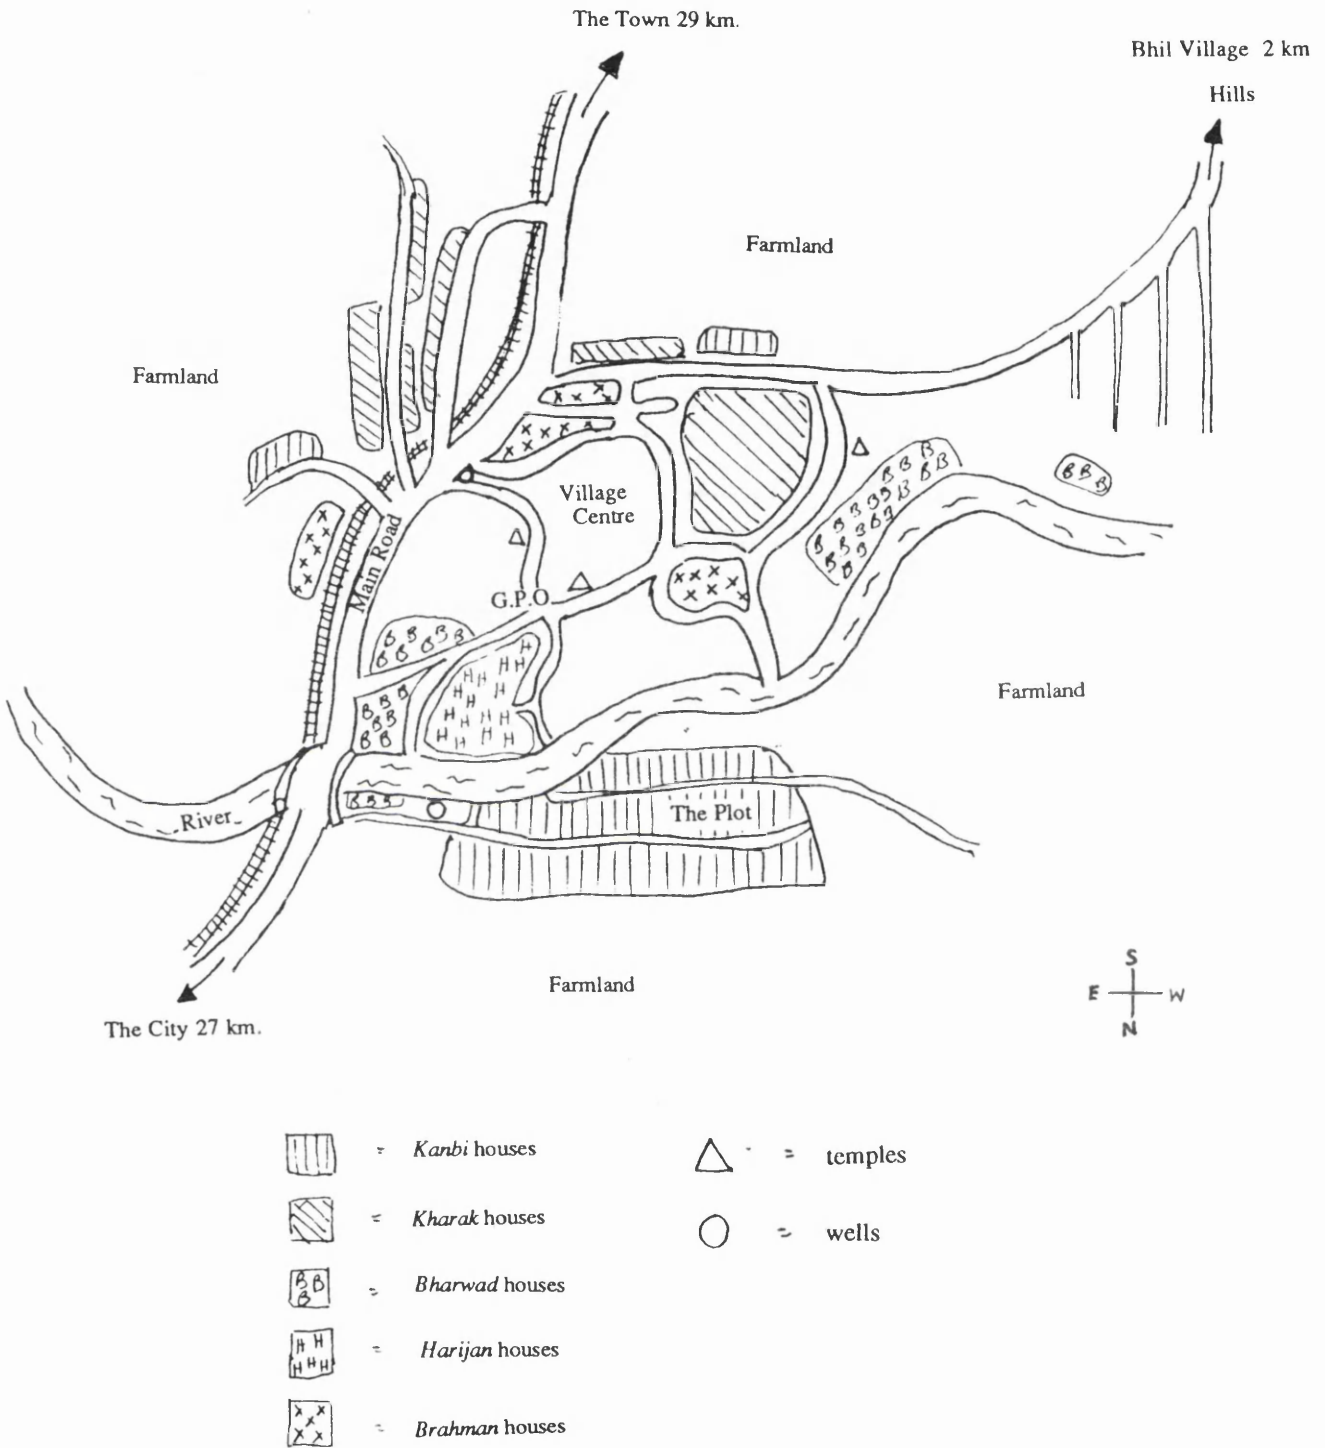 The Town 29 km.
Bhil Village 2 km
Hills
Farmland
Farmland
Village
Centre
Main Road
G.P.O
Farmland
River
The Plot
Farmland
The City 27 km.
S
E W
N
= Kanbi houses
= temples
= Kharak houses
= wells
B B
B
= Bharwad houses
H H
H H H
= Harijan houses
x x
x
x x
= Brahman houses